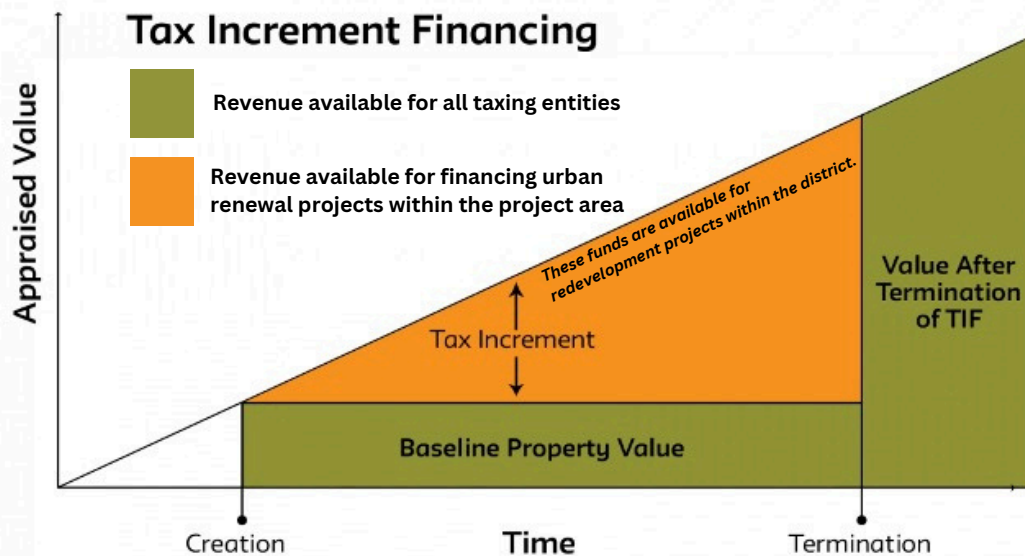 Tax Increment Financing
Revenue available for all taxing entities
Revenue available for financing urban
renewal projects within the project area
Appraised Value
These funds are available for
redevelopment projects within the district.
Tax Increment
Value After
Termination
of TIF
Baseline Property Value
Creation
Time
Termination